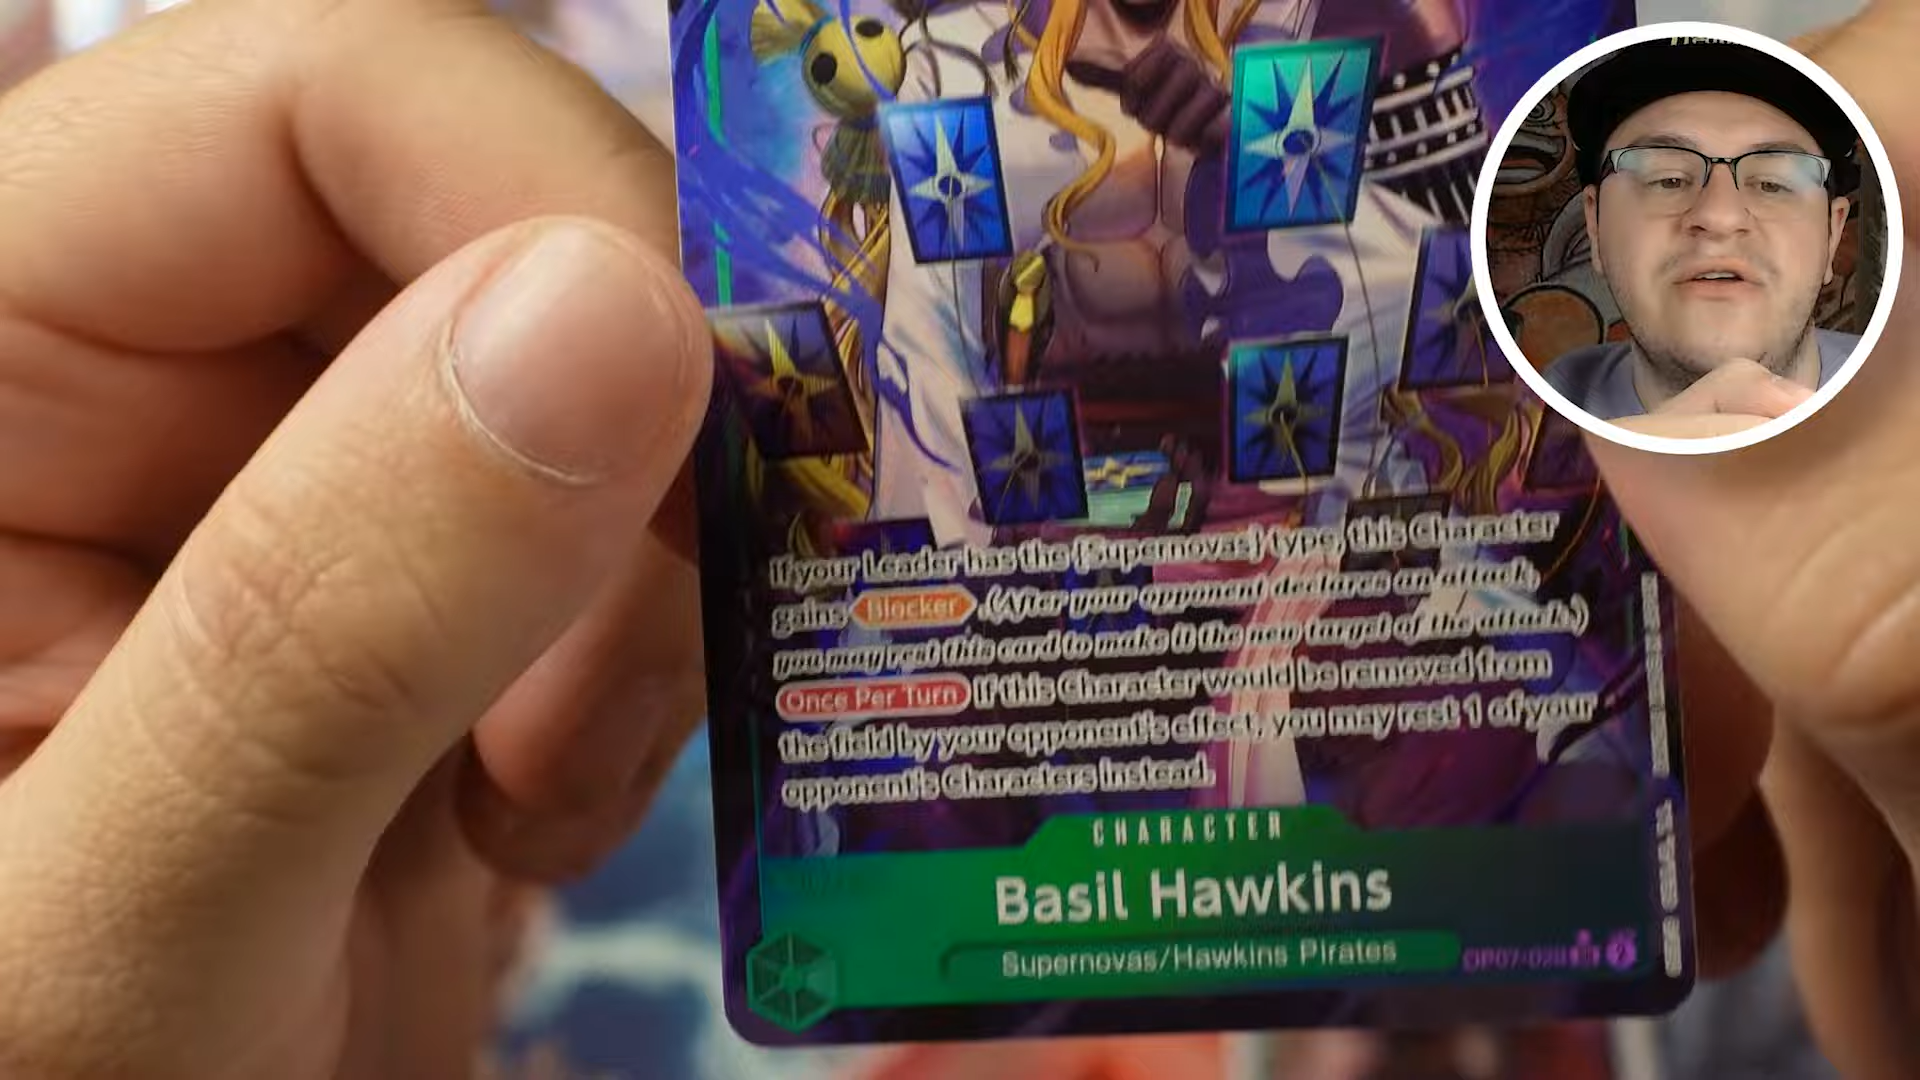 If your Leader has the {Supernovas} type, this Character
gains Blocker .(After your opponent declares an attack,
you may rest this card to make it the new target of the attack.)
Once Per Turn If this Character would be removed from
the field by your opponent's effect, you may rest 1 of your
opponent's Characters instead.
CHARACTER
Basil Hawkins
Supernovas/Hawkins Pirates